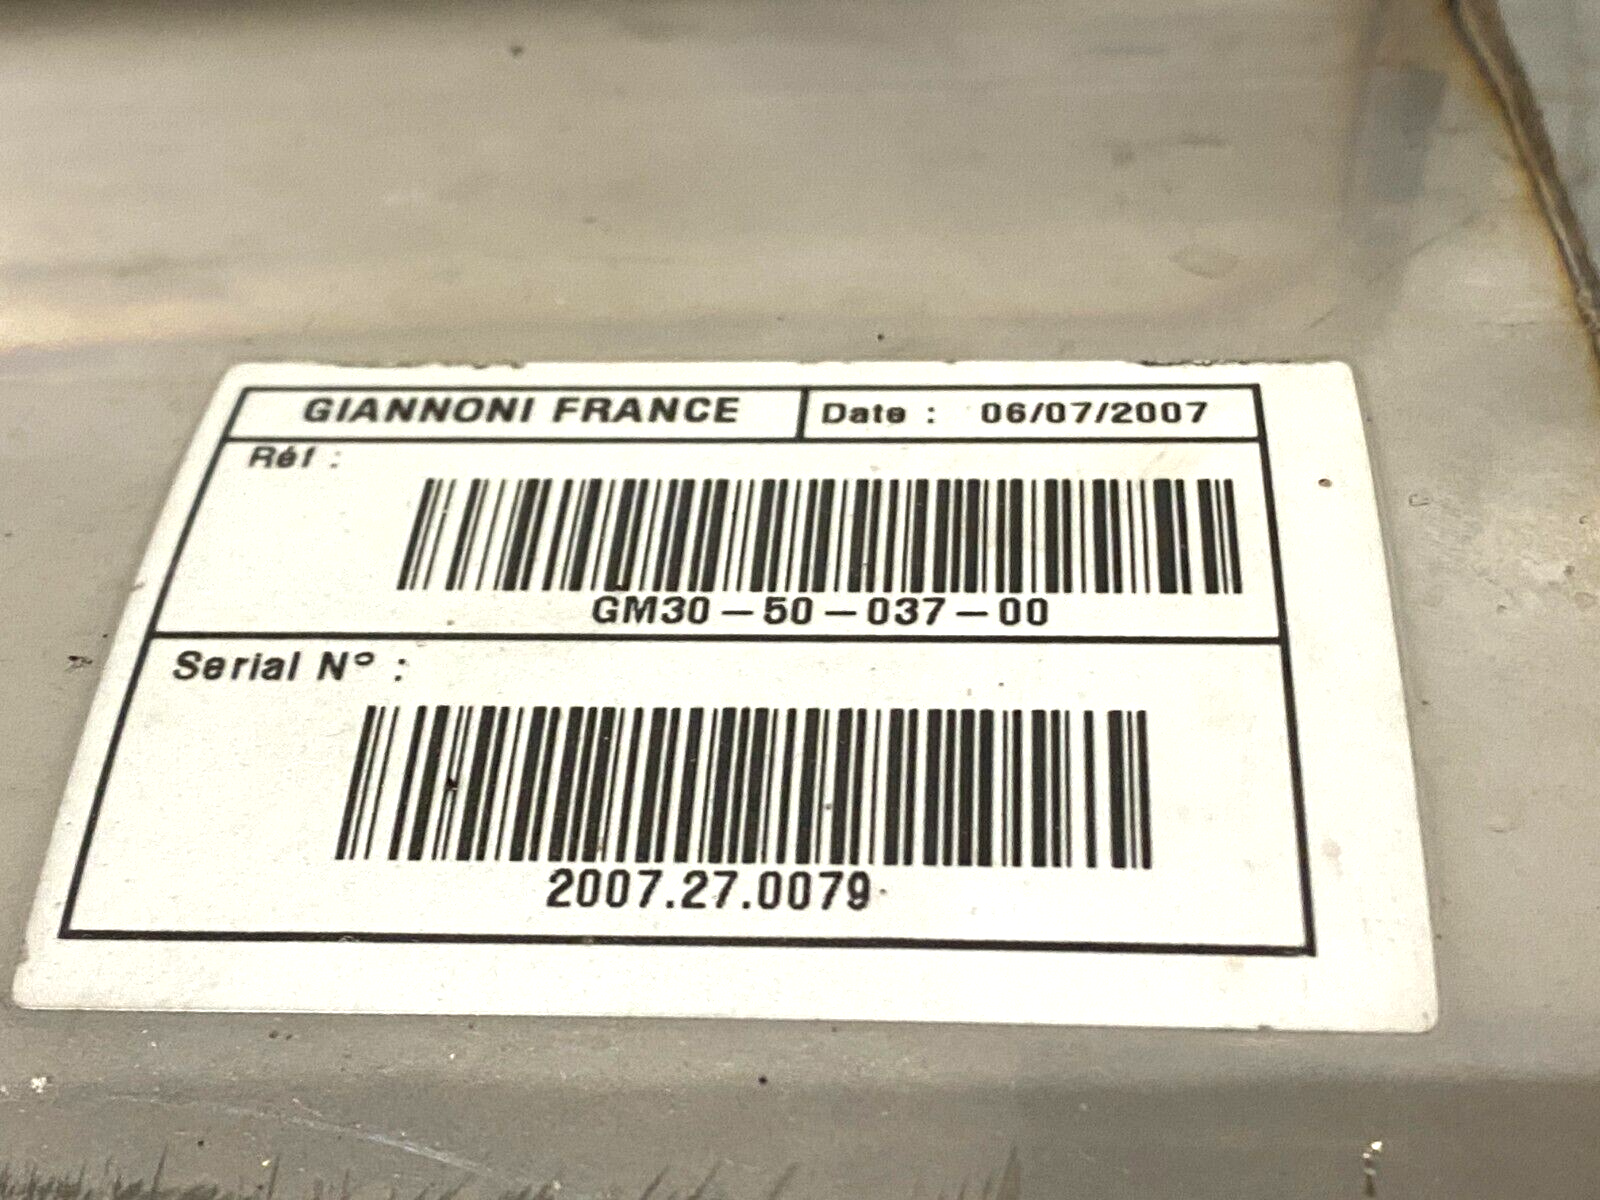 GIANNONI FRANCE Date : 06/07/2007
Réf :
GM30-50-037-00
Serial N° :
2007.27.0079